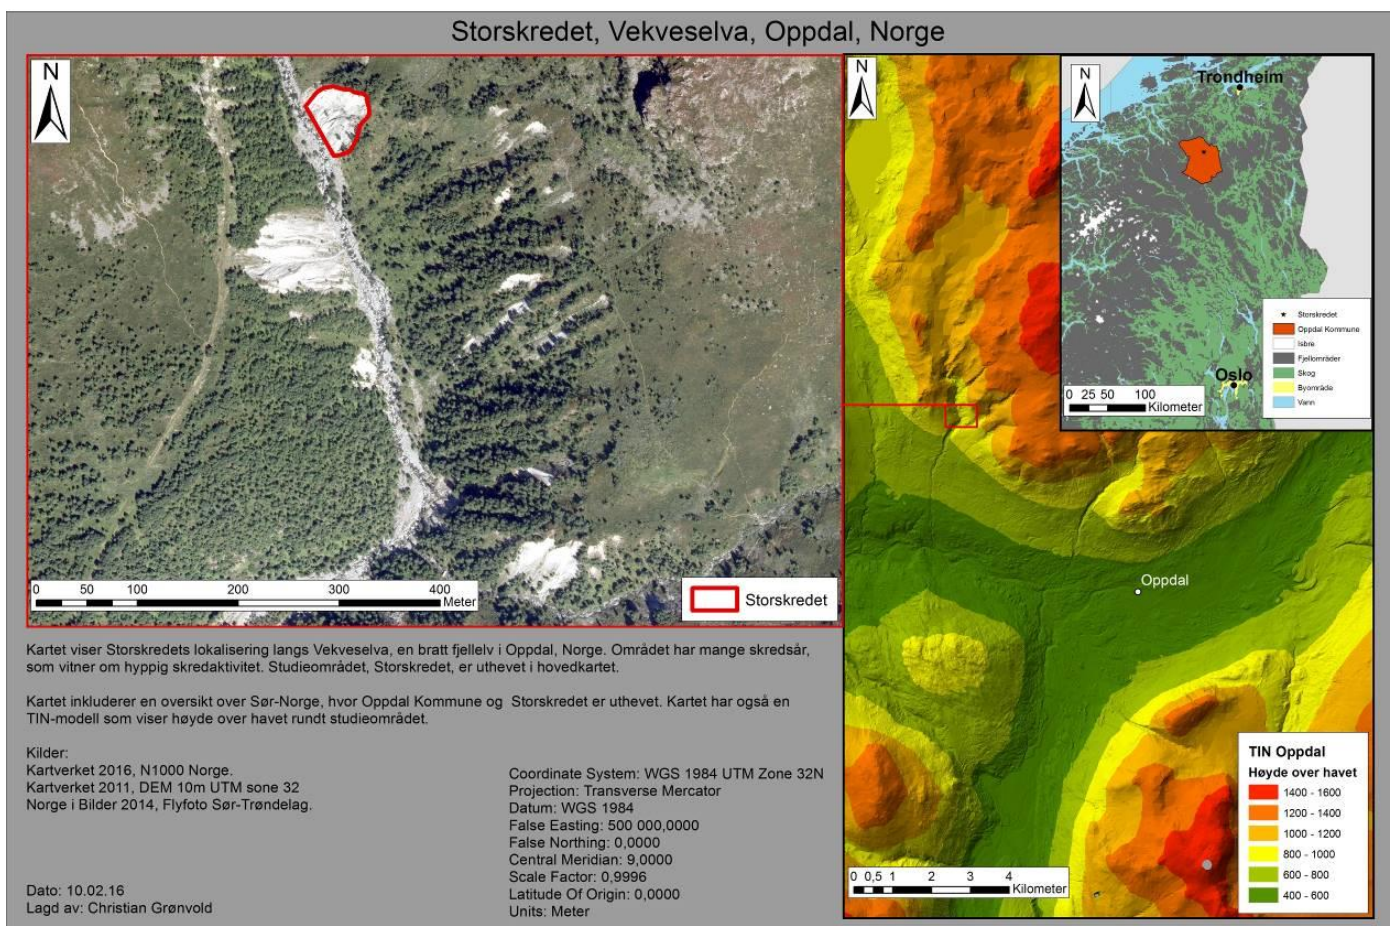 Storskredet, Vekveselva, Oppdal, Norge
N
0 50 100 200 300 400
Meter
Storskredet
N
Oppdal
0 0,5 1 2 3 4
Kilometer
TIN Oppdal
Høyde over havet
1400 - 1600
1200 - 1400
1000 - 1200
800 - 1000
600 - 800
400 - 600
N
Trondheim
Oslo
0 25 50 100
Kilometer
Storskredet
Oppdal Kommune
Isbre
Fjellområder
Skog
Byområde
Vann
Kartet viser Storskredets lokalisering langs Vekveselva, en bratt fjellelv i Oppdal, Norge. Området har mange skredsår,
som vitner om hyppig skredaktivitet. Studieområdet, Storskredet, er uthevet i hovedkartet.
Kartet inkluderer en oversikt over Sør-Norge, hvor Oppdal Kommune og Storskredet er uthevet. Kartet har også en
TIN-modell som viser høyde over havet rundt studieområdet.
Kilder:
Kartverket 2016, N1000 Norge.
Kartverket 2011, DEM 10m UTM sone 32
Norge i Bilder 2014, Flyfoto Sør-Trøndelag.
Dato: 10.02.16
Lagd av: Christian Grønvold
Coordinate System: WGS 1984 UTM Zone 32N
Projection: Transverse Mercator
Datum: WGS 1984
False Easting: 500 000,0000
False Northing: 0,0000
Central Meridian: 9,0000
Scale Factor: 0,9996
Latitude Of Origin: 0,0000
Units: Meter